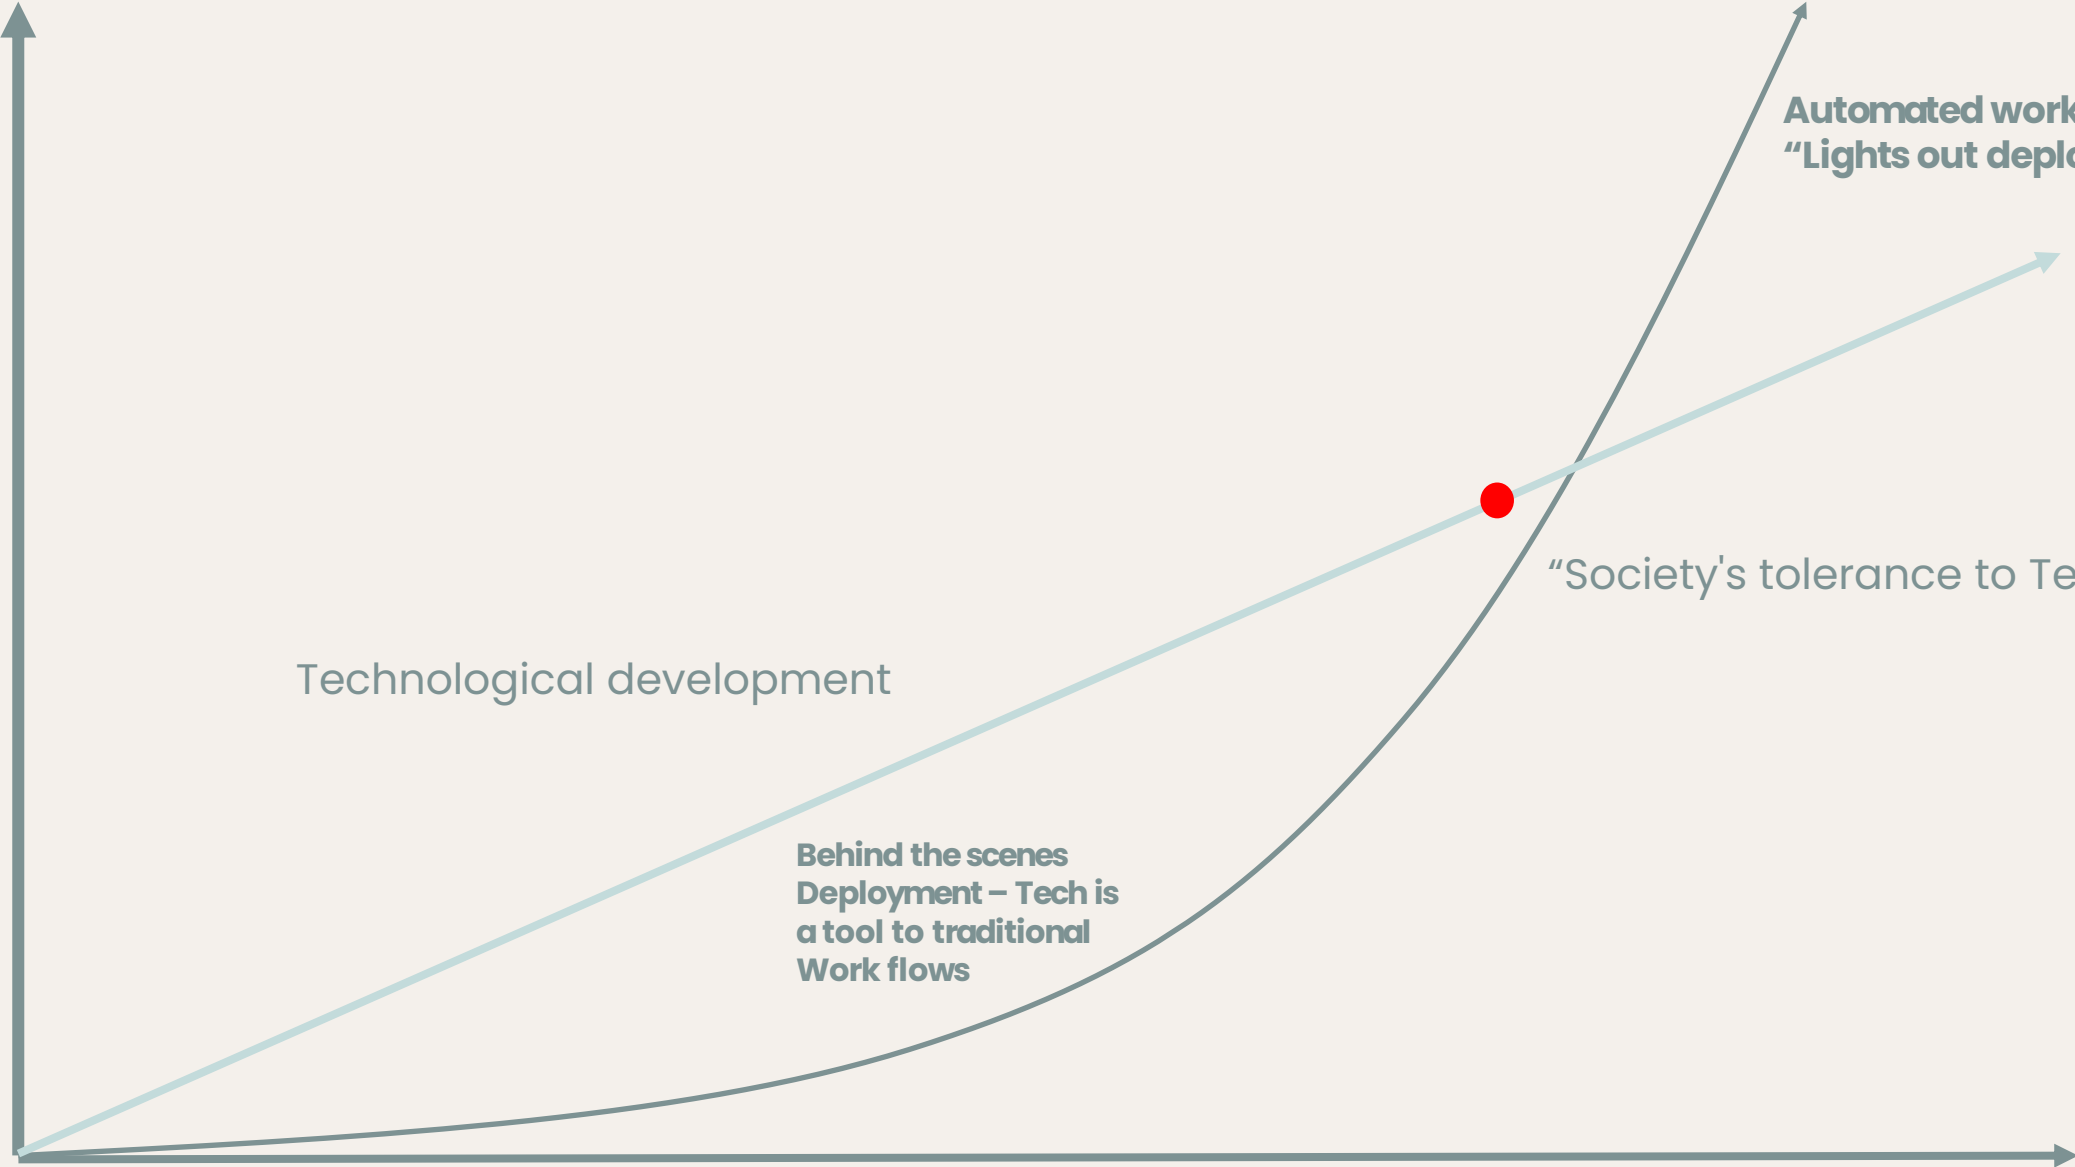 Automated work
“Lights out deplo
“Society's tolerance to Te
Technological development
Behind the scenes
Deployment – Tech is
a tool to traditional
Work flows